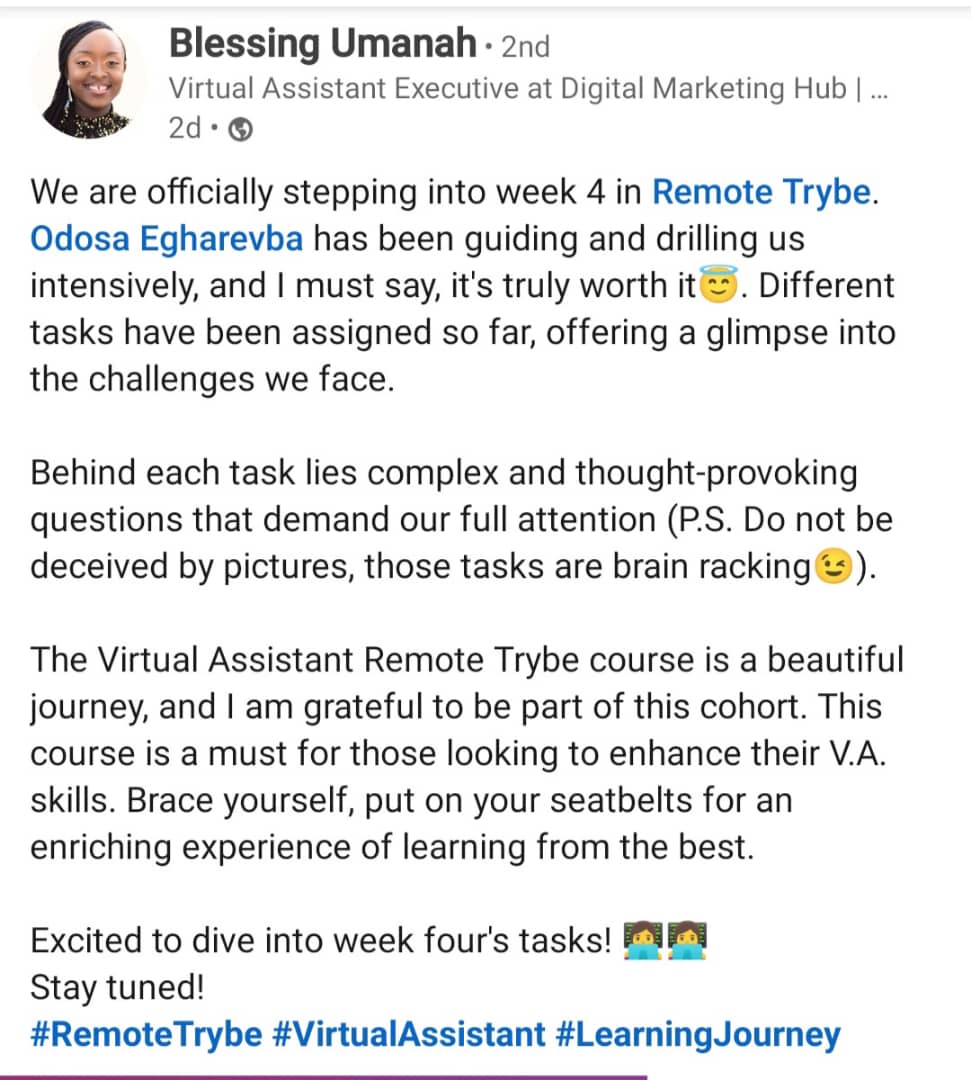 Blessing Umanah • 2nd
Virtual Assistant Executive at Digital Marketing Hub | ...
2d •
We are officially stepping into week 4 in Remote Trybe.
Odosa Egharevba has been guiding and drilling us
intensively, and I must say, it's truly worth it😇. Different
tasks have been assigned so far, offering a glimpse into
the challenges we face.
Behind each task lies complex and thought-provoking
questions that demand our full attention (P.S. Do not be
deceived by pictures, those tasks are brain racking😉).
The Virtual Assistant Remote Trybe course is a beautiful
journey, and I am grateful to be part of this cohort. This
course is a must for those looking to enhance their V.A.
skills. Brace yourself, put on your seatbelts for an
enriching experience of learning from the best.
Excited to dive into week four's tasks! 👩‍💻👩‍💻
Stay tuned!
#RemoteTrybe #VirtualAssistant #LearningJourney